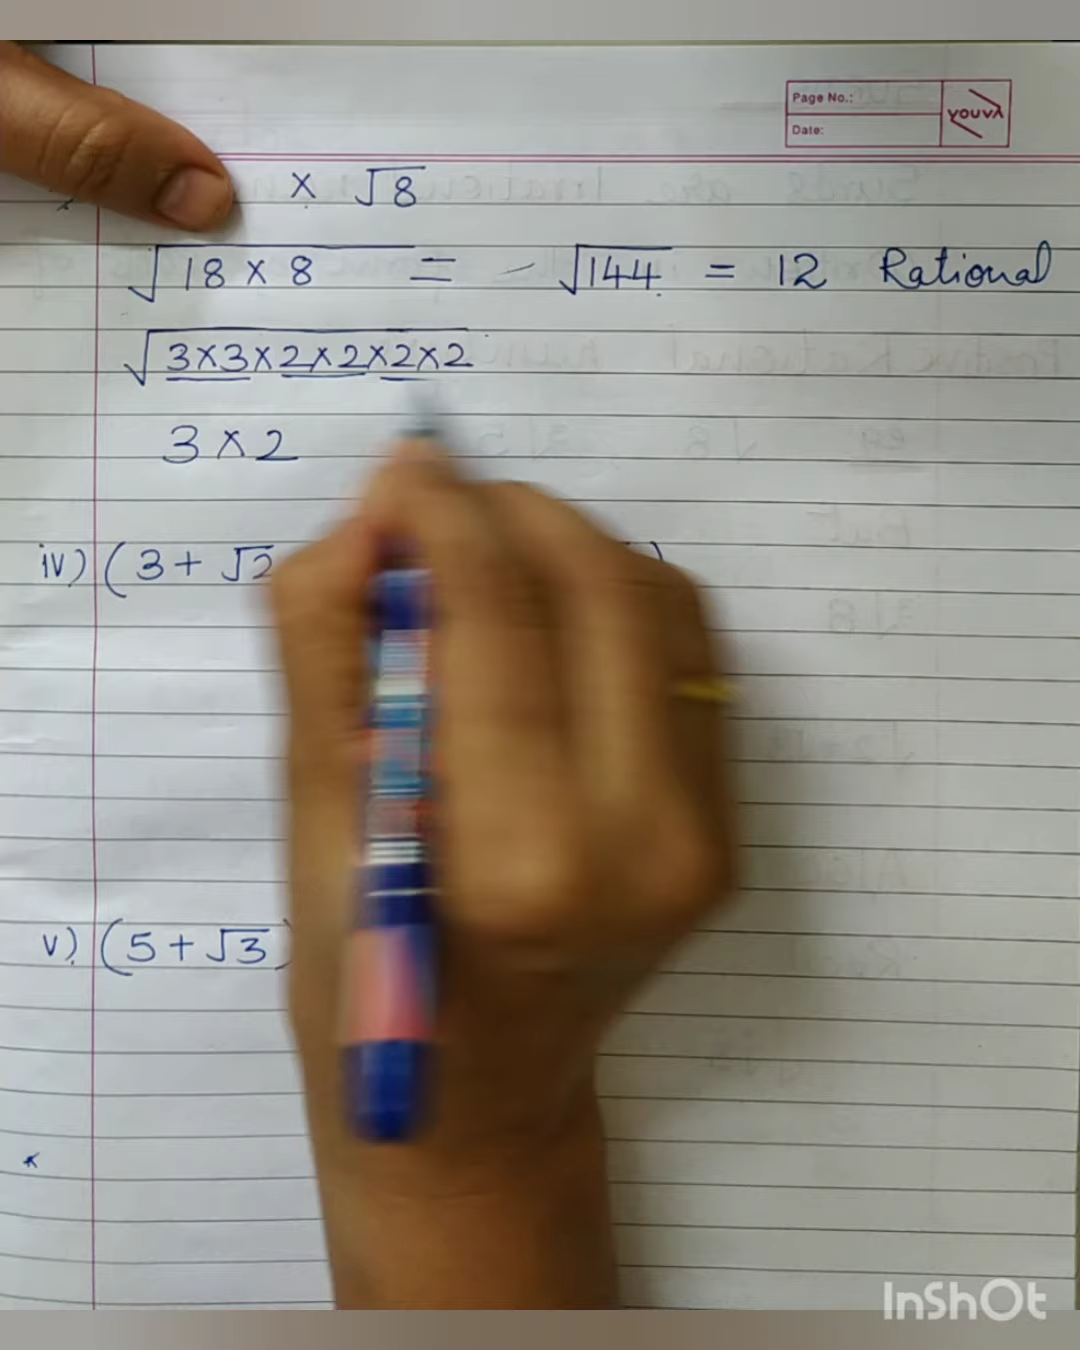 Page No.:
youva
Date:
× √8
√18 × 8 = √144 = 12 Rational
√3×3×2×2×2×2
3 × 2
iv) (3 + √2
v) (5 + √3)
InShOt